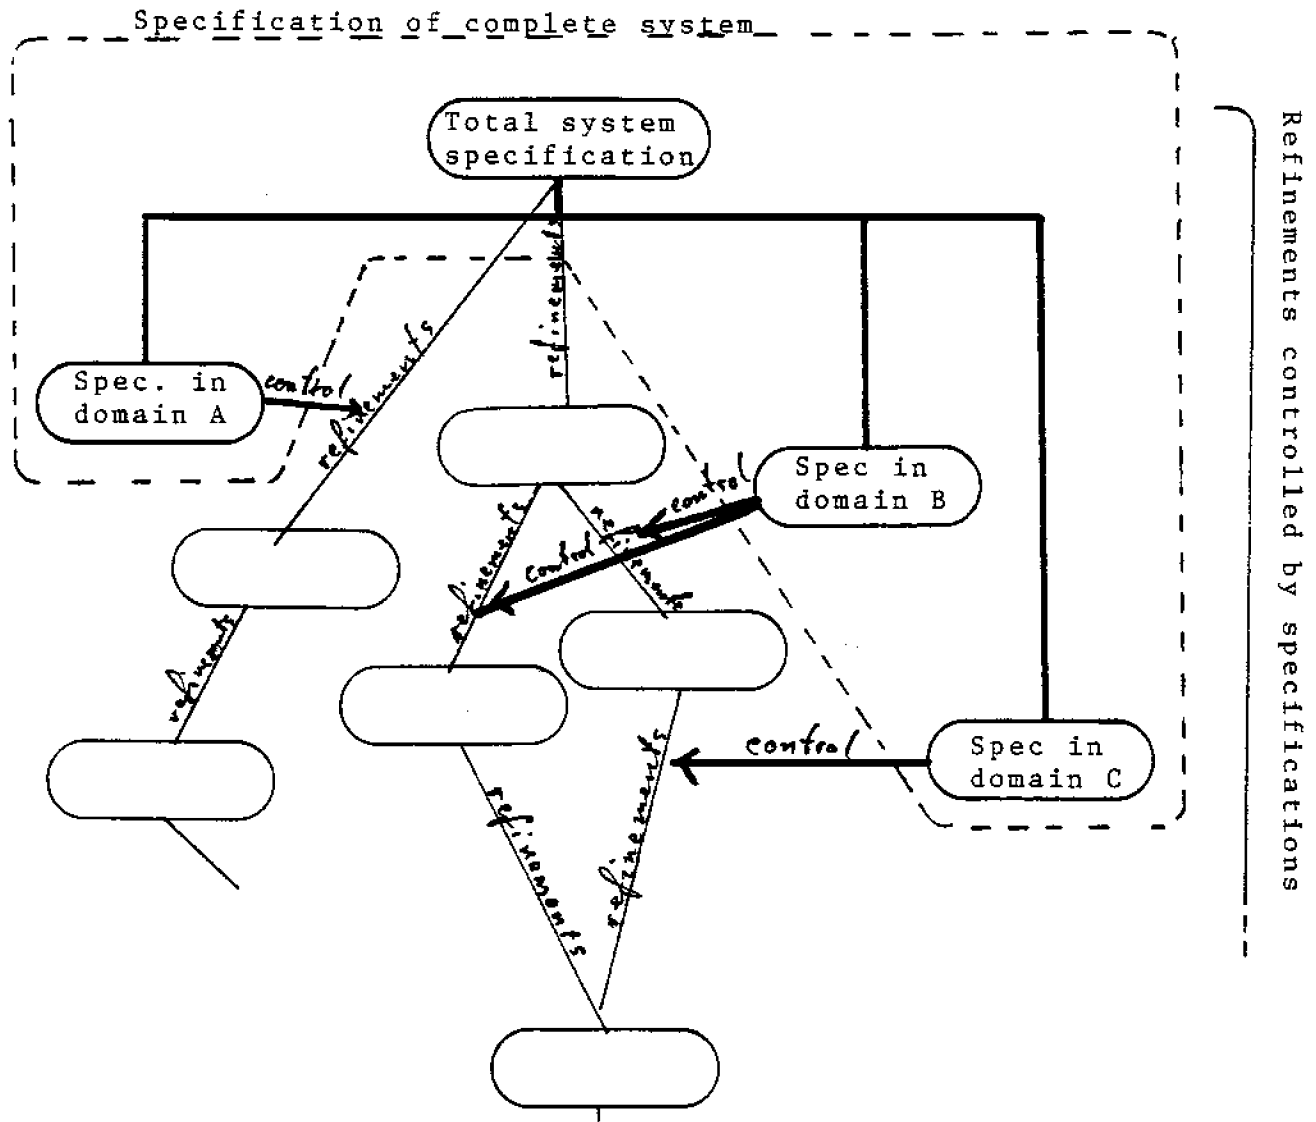 Specification of complete system
Total system
specification
refinements
refinements
Spec. in
domain A
control
Spec in
domain B
control
control
refinements
refinements
refinements
Spec in
domain C
control
refinements
refinements
Refinements controlled by specifications